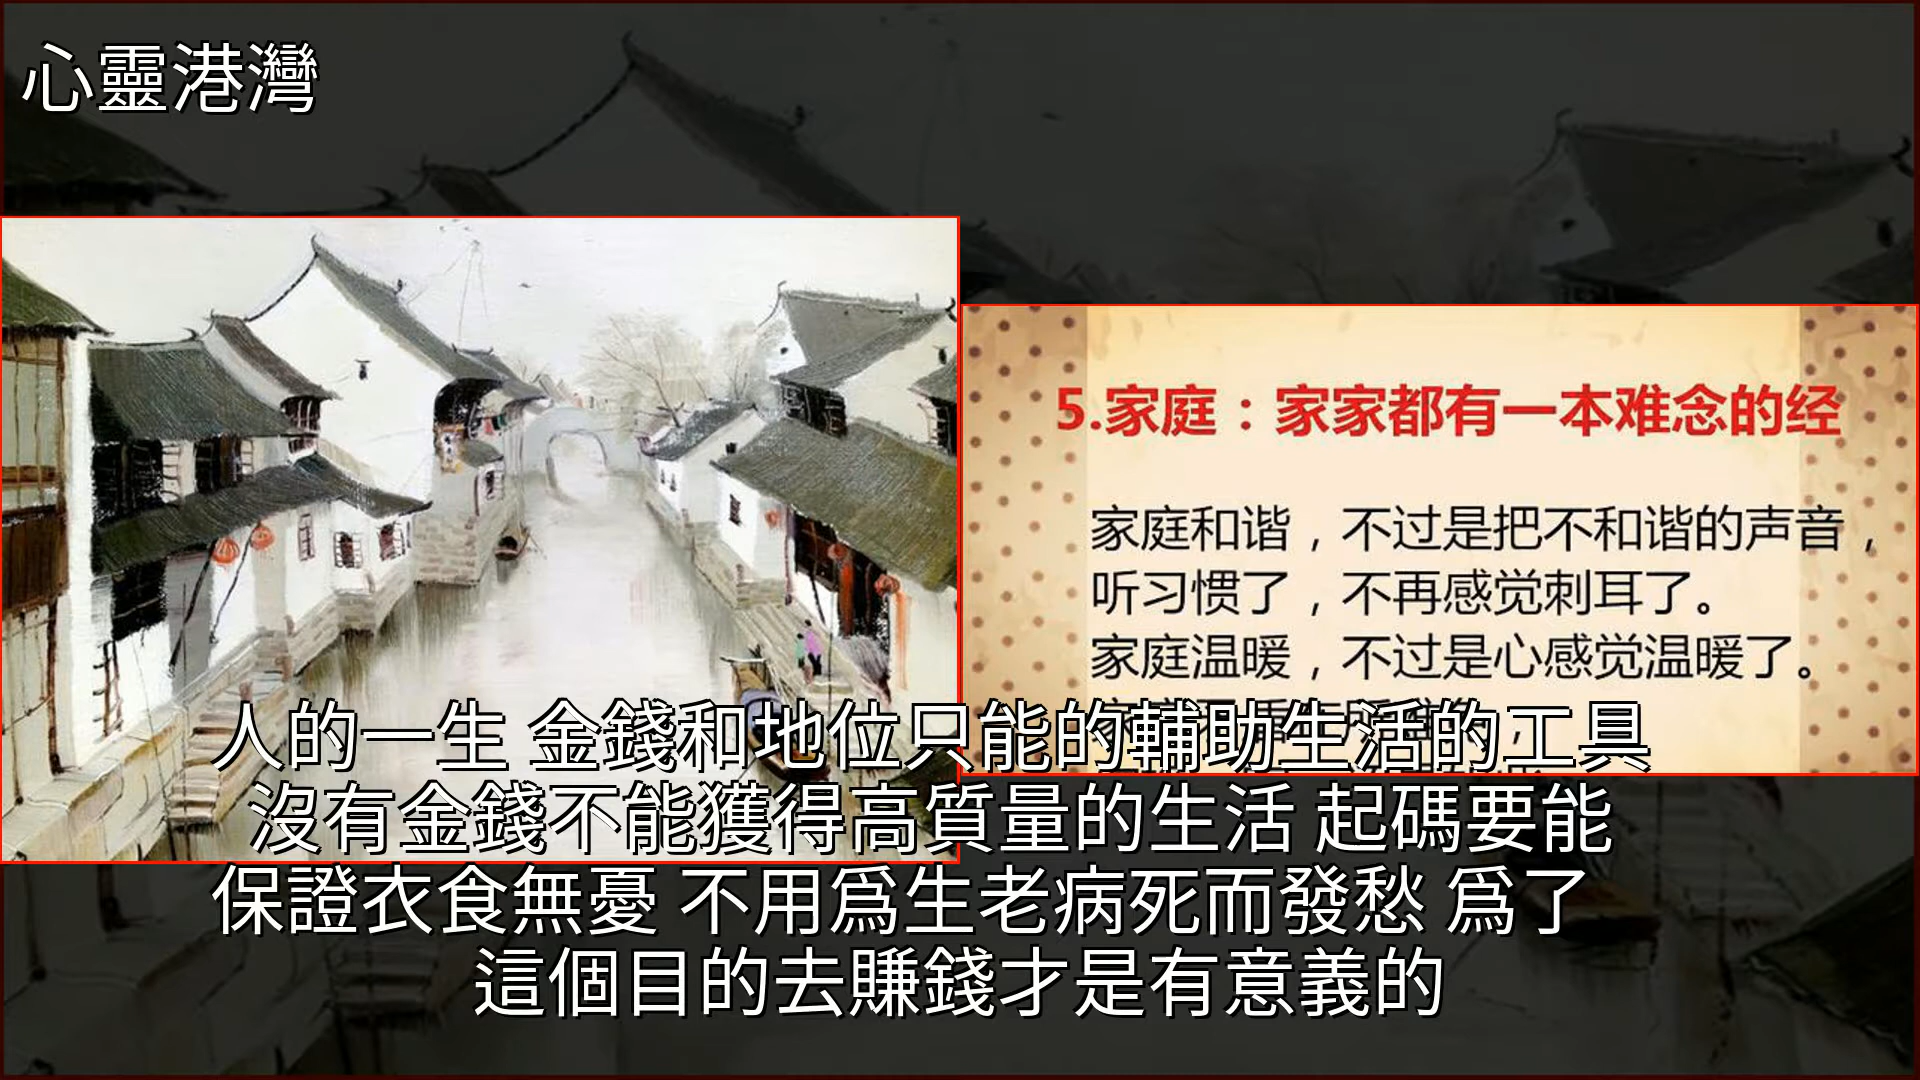 心靈港灣
5.家庭：家家都有一本难念的经
家庭和谐，不过是把不和谐的声音，
听习惯了，不再感觉刺耳了。
家庭温暖，不过是心感觉温暖了。
人的一生 金錢和地位只能的輔助生活的工具
沒有金錢不能獲得高質量的生活 起碼要能
保證衣食無憂 不用爲生老病死而發愁 爲了
這個目的去賺錢才是有意義的